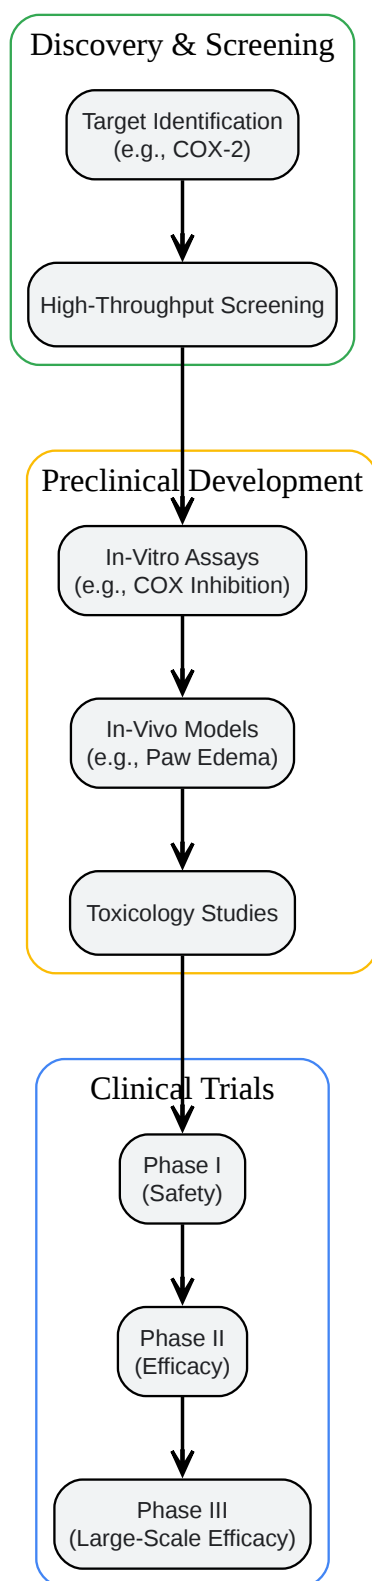 Discovery & Screening
Target Identification
(e.g., COX-2)
High-Throughput Screening
Preclinical Development
In-Vitro Assays
(e.g., COX Inhibition)
In-Vivo Models
(e.g., Paw Edema)
Toxicology Studies
Clinical Trials
Phase I
(Safety)
Phase II
(Efficacy)
Phase III
(Large-Scale Efficacy)